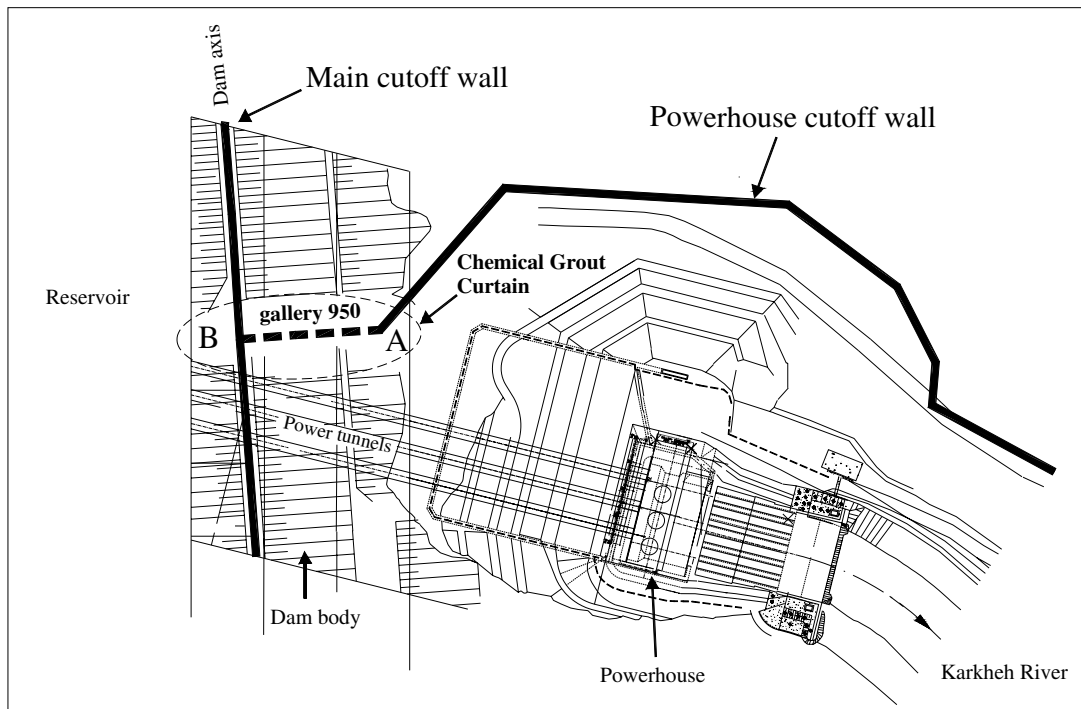 Dam axis
Main cutoff wall
Powerhouse cutoff wall
Chemical Grout
Curtain
Reservoir
gallery 950
B
A
Power tunnels
Dam body
Powerhouse
Karkheh River